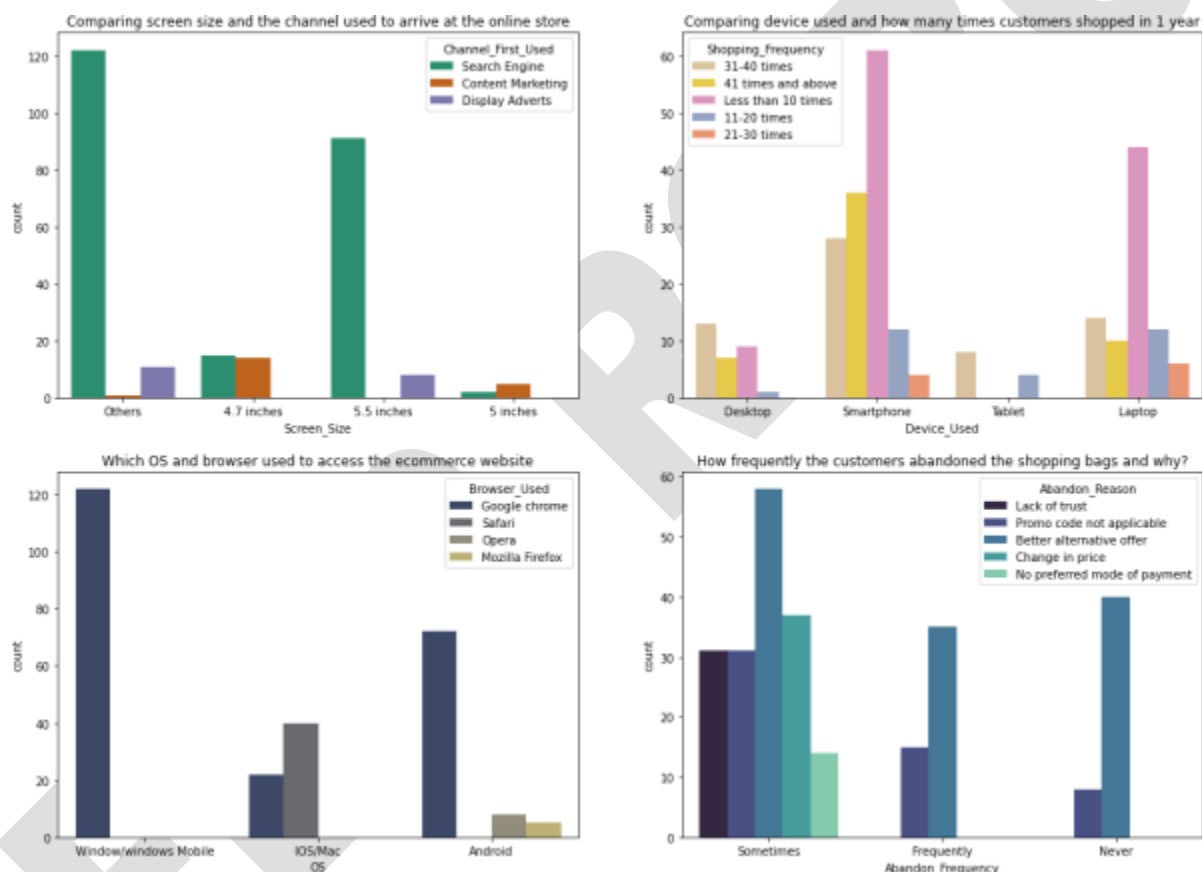 Comparing screen size and the channel used to arrive at the online store
Channel_First_Used
Search Engine
Content Marketing
Display Adverts
120
100
80
60
40
20
0
count
Others 4.7 inches 5.5 inches 5 inches
Screen_Size
Comparing device used and how many times customers shopped in 1 year
Shopping_Frequency
31-40 times
41 times and above
Less than 10 times
11-20 times
21-30 times
60
50
40
30
20
10
0
count
Desktop Smartphone Tablet Laptop
Device_Used
Which OS and browser used to access the ecommerce website
Browser_Used
Google chrome
Safari
Opera
Mozilla Firefox
120
100
80
60
40
20
0
count
Window/windows Mobile IOS/Mac Android
OS
How frequently the customers abandoned the shopping bags and why?
Abandon_Reason
Lack of trust
Promo code not applicable
Better alternative offer
Change in price
No preferred mode of payment
60
50
40
30
20
10
0
count
Sometimes Frequently Never
Abandon_Frequency